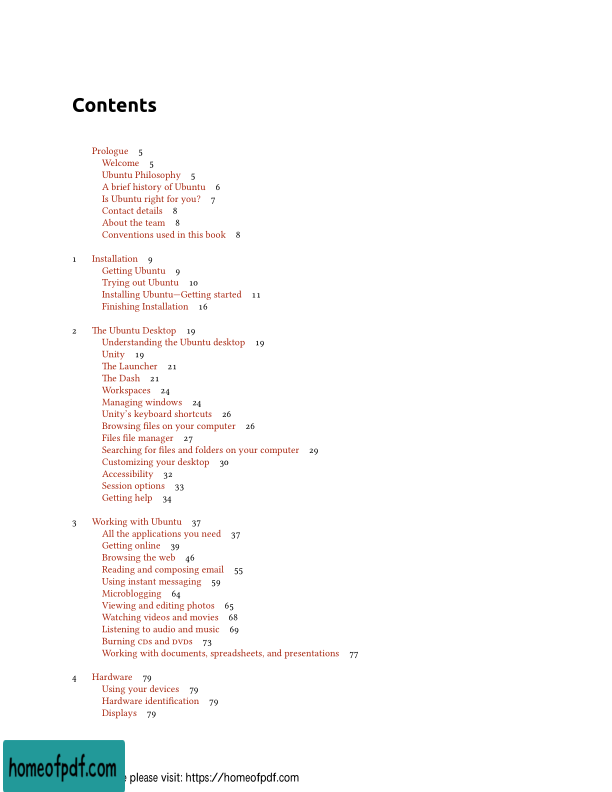 Contents
Prologue 5
Welcome 5
Ubuntu Philosophy 5
A brief history of Ubuntu 6
Is Ubuntu right for you? 7
Contact details 8
About the team 8
Conventions used in this book 8
1 Installation 9
Getting Ubuntu 9
Trying out Ubuntu 10
Installing Ubuntu—Getting started 11
Finishing Installation 16
2 The Ubuntu Desktop 19
Understanding the Ubuntu desktop 19
Unity 19
The Launcher 21
The Dash 21
Workspaces 24
Managing windows 24
Unity's keyboard shortcuts 26
Browsing files on your computer 26
Files file manager 27
Searching for files and folders on your computer 29
Customizing your desktop 30
Accessibility 32
Session options 33
Getting help 34
3 Working with Ubuntu 37
All the applications you need 37
Getting online 39
Browsing the web 46
Reading and composing email 55
Using instant messaging 59
Microblogging 64
Viewing and editing photos 65
Watching videos and movies 68
Listening to audio and music 69
Burning CDs and DVDs 73
Working with documents, spreadsheets, and presentations 77
4 Hardware 79
Using your devices 79
Hardware identification 79
Displays 79
homeofpdf.com
please visit: https://homeofpdf.com